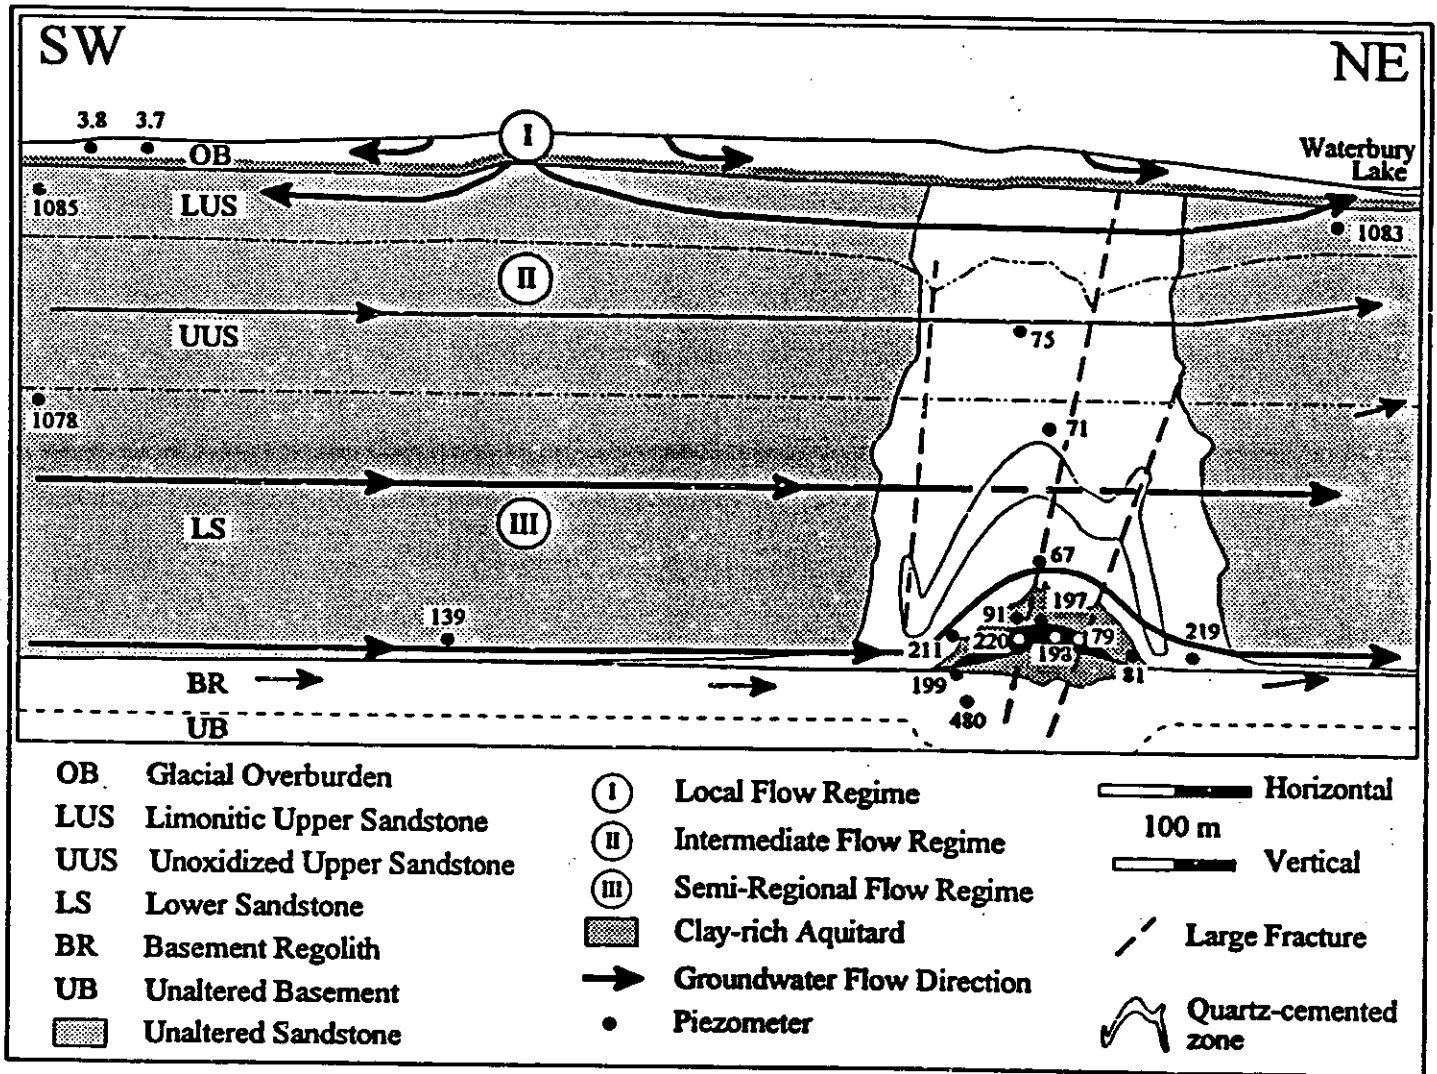 SW
NE
3.8
3.7
I
OB
Waterbury
Lake
1085
LUS
1083
II
UUS
75
1078
71
LS
III
67
139
91
197
211
220
179
219
193
81
199
BR
480
UB
OB Glacial Overburden
LUS Limonitic Upper Sandstone
UUS Unoxidized Upper Sandstone
LS Lower Sandstone
BR Basement Regolith
UB Unaltered Basement
Unaltered Sandstone
I Local Flow Regime
II Intermediate Flow Regime
III Semi-Regional Flow Regime
Clay-rich Aquitard
Groundwater Flow Direction
Piezometer
Horizontal
100 m
Vertical
Large Fracture
Quartz-cemented
zone